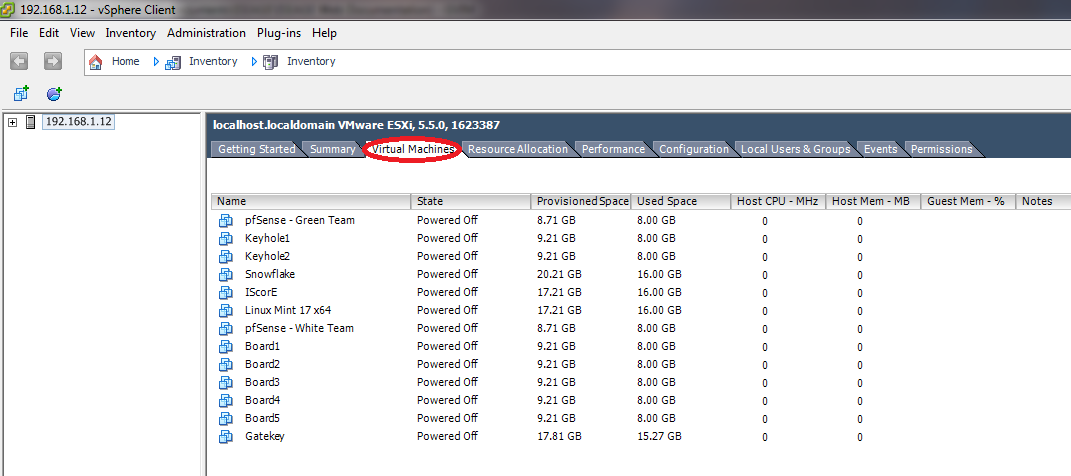 192.168.1.12 - vSphere Client
File Edit View Inventory Administration Plug-ins Help
Home Inventory Inventory
192.168.1.12
localhost.localdomain VMware ESXi, 5.5.0, 1623387
Getting Started Summary Virtual Machines Resource Allocation Performance Configuration Local Users & Groups Events Permissions
Name State Provisioned Space Used Space Host CPU - MHz Host Mem - MB Guest Mem - % Notes
pfSense - Green Team Powered Off 8.71 GB 8.00 GB 0 0
Keyhole1 Powered Off 9.21 GB 8.00 GB 0 0
Keyhole2 Powered Off 9.21 GB 8.00 GB 0 0
Snowflake Powered Off 20.21 GB 16.00 GB 0 0
IScorE Powered Off 17.21 GB 16.00 GB 0 0
Linux Mint 17 x64 Powered Off 17.21 GB 16.00 GB 0 0
pfSense - White Team Powered Off 8.71 GB 8.00 GB 0 0
Board1 Powered Off 9.21 GB 8.00 GB 0 0
Board2 Powered Off 9.21 GB 8.00 GB 0 0
Board3 Powered Off 9.21 GB 8.00 GB 0 0
Board4 Powered Off 9.21 GB 8.00 GB 0 0
Board5 Powered Off 9.21 GB 8.00 GB 0 0
Gatekey Powered Off 17.81 GB 15.27 GB 0 0